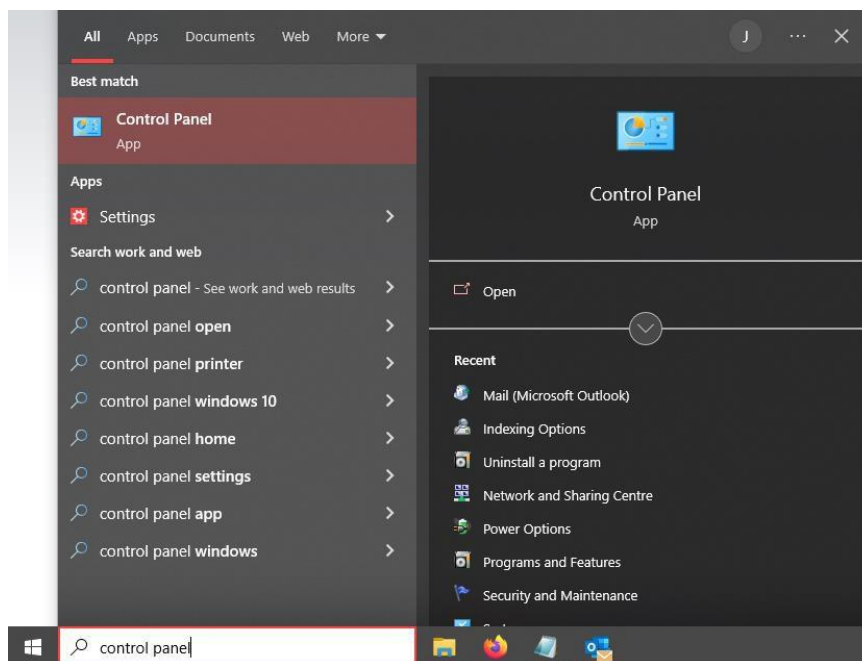 All Apps Documents Web More
J
Best match
Control Panel
App
Apps
Settings
Search work and web
control panel - See work and web results
control panel open
control panel printer
control panel windows 10
control panel home
control panel settings
control panel app
control panel windows
control panel
Control Panel
App
Open
Recent
Mail (Microsoft Outlook)
Indexing Options
Uninstall a program
Network and Sharing Centre
Power Options
Programs and Features
Security and Maintenance